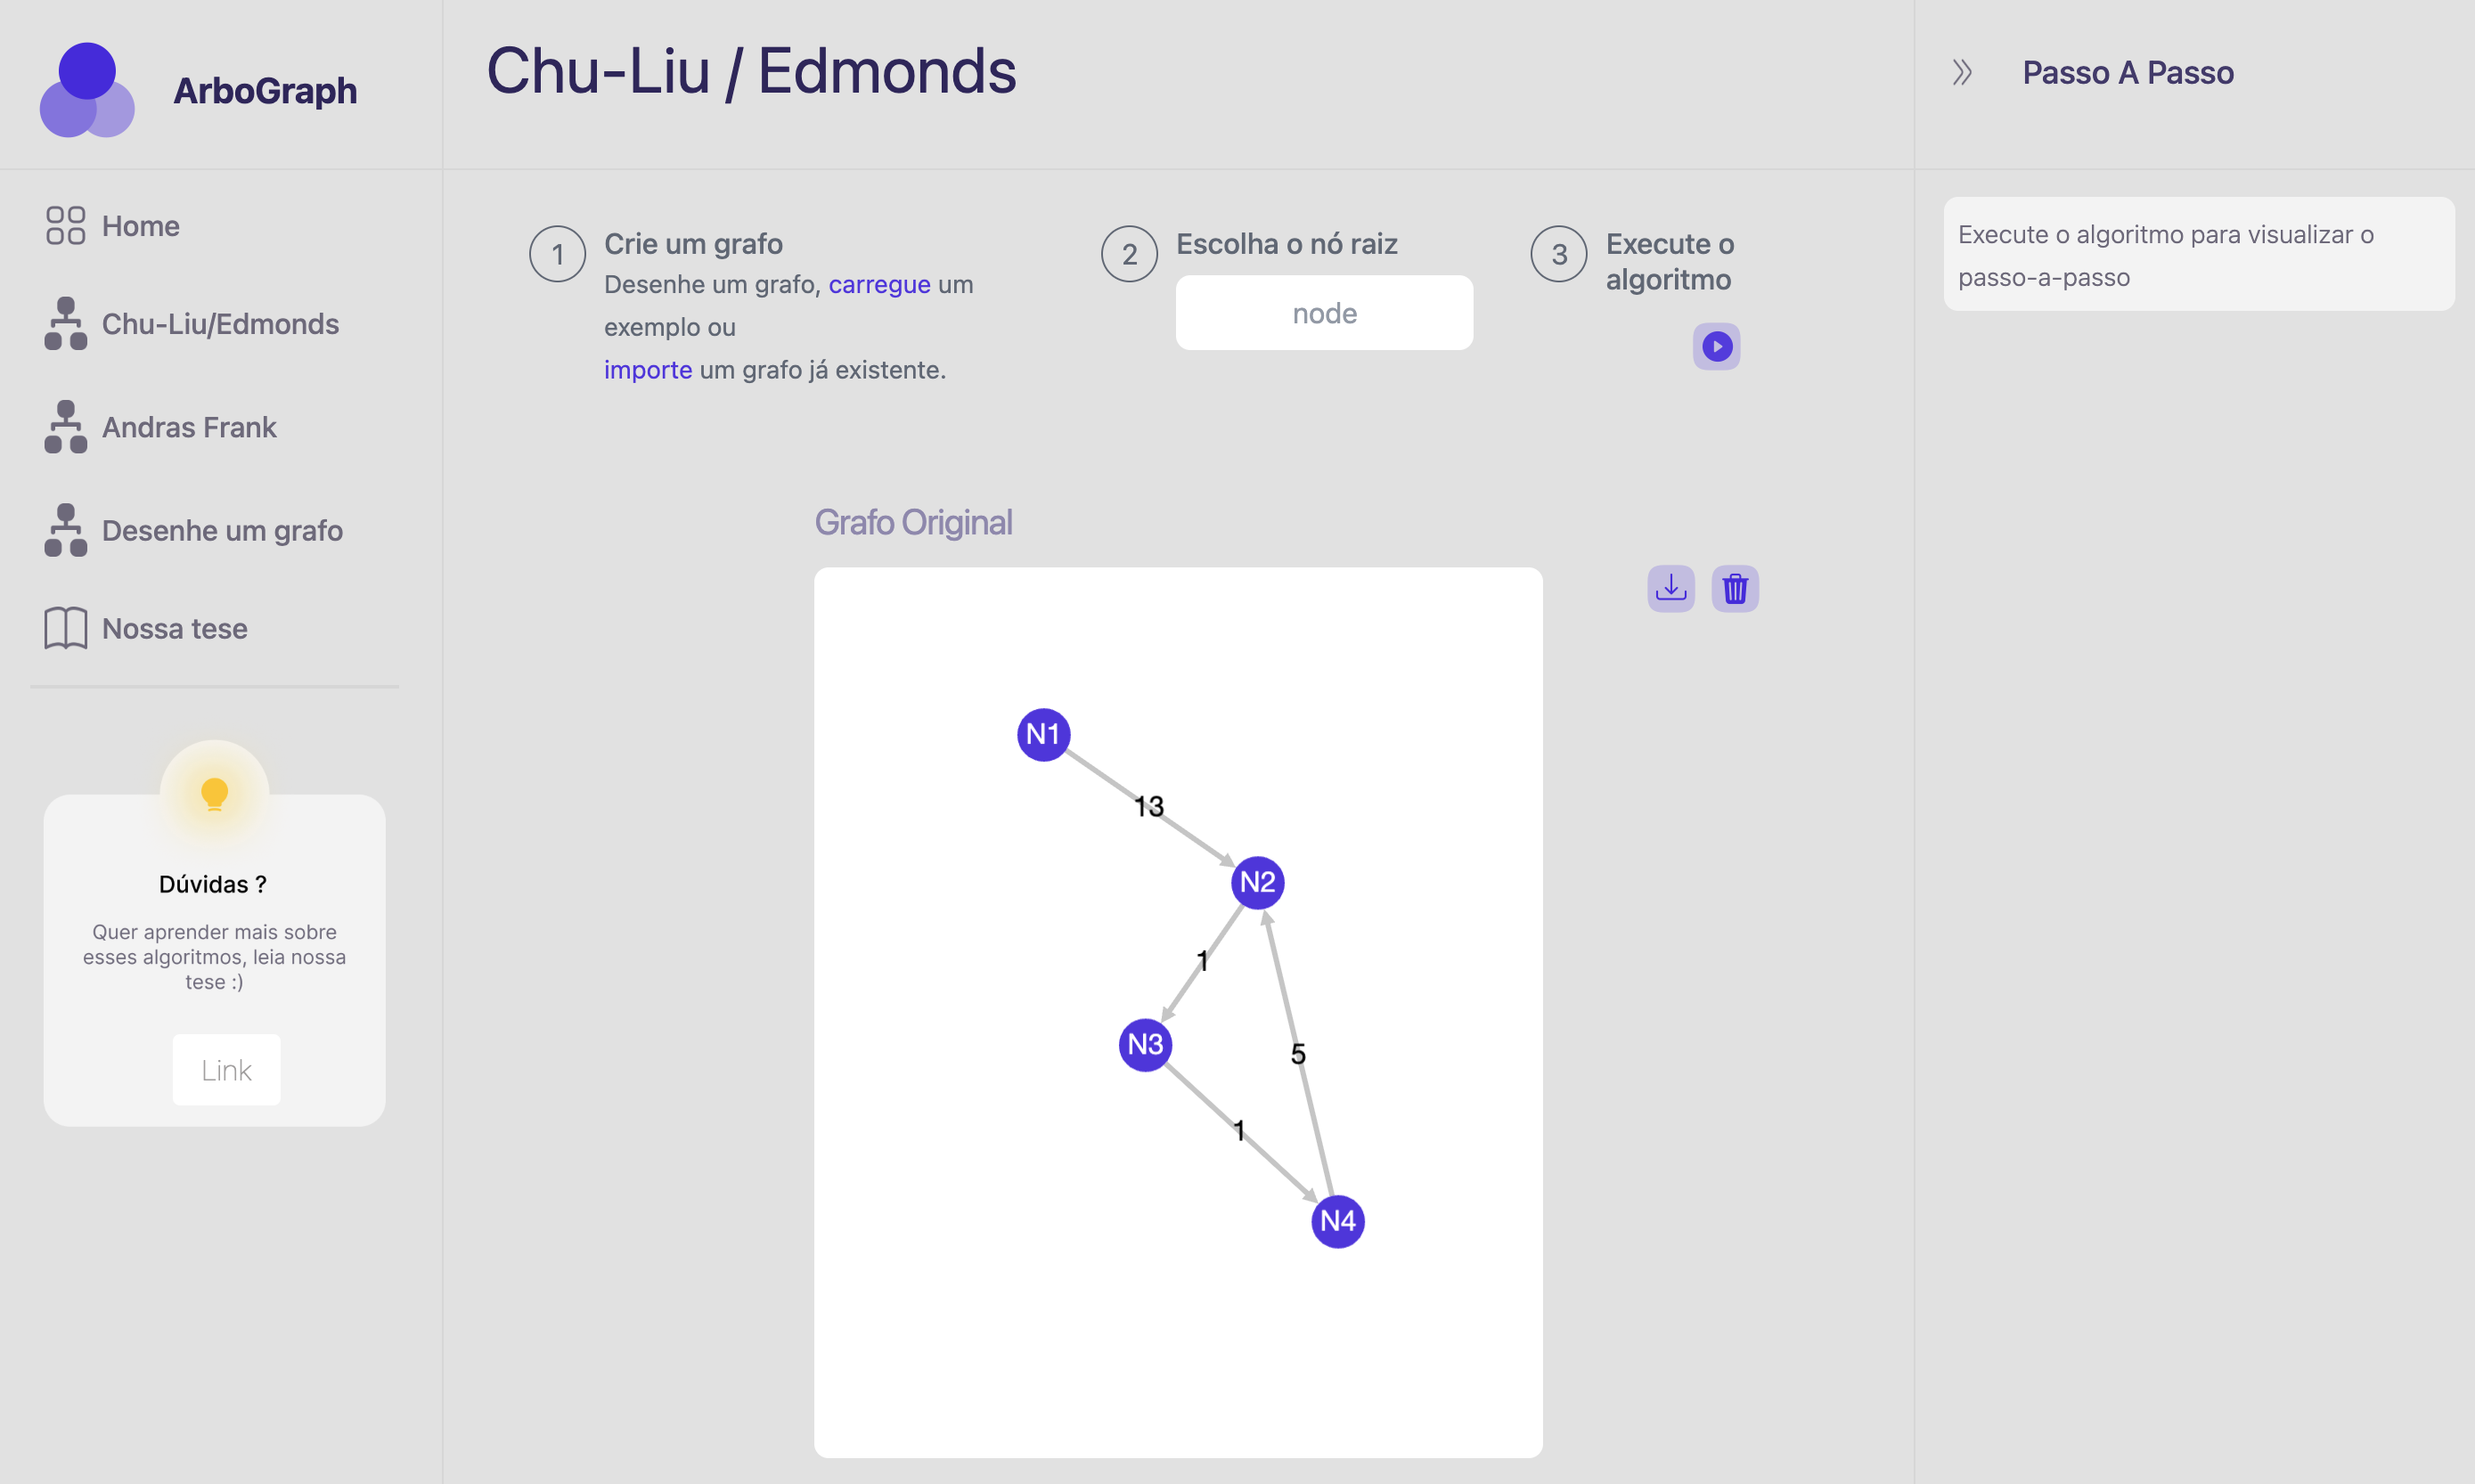 ArboGraph
Home
Chu-Liu/Edmonds
Andras Frank
Desenhe um grafo
Nossa tese
Dúvidas ?
Quer aprender mais sobre
esses algoritmos, leia nossa
tese :)
Link
Chu-Liu / Edmonds
1
Crie um grafo
Desenhe um grafo, carregue um
exemplo ou
importe um grafo já existente.
2
Escolha o nó raiz
node
3
Execute o
algoritmo
Grafo Original
N1
13
N2
1
N3
5
1
N4
Passo A Passo
Execute o algoritmo para visualizar o
passo-a-passo